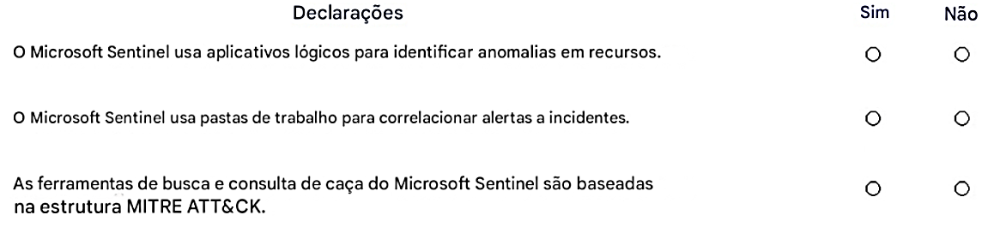 Declarações Sim Não
O Microsoft Sentinel usa aplicativos lógicos para identificar anomalias em recursos.
O Microsoft Sentinel usa pastas de trabalho para correlacionar alertas a incidentes.
As ferramentas de busca e consulta de caça do Microsoft Sentinel são baseadas
na estrutura MITRE ATT&CK.